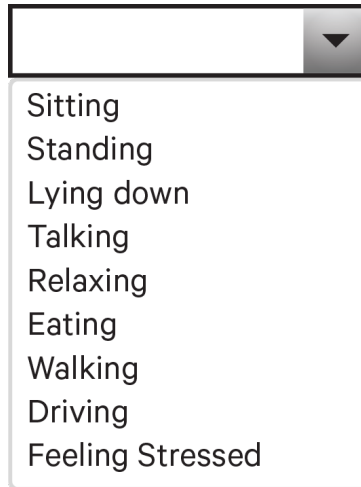 Sitting
Standing
Lying down
Talking
Relaxing
Eating
Walking
Driving
Feeling Stressed